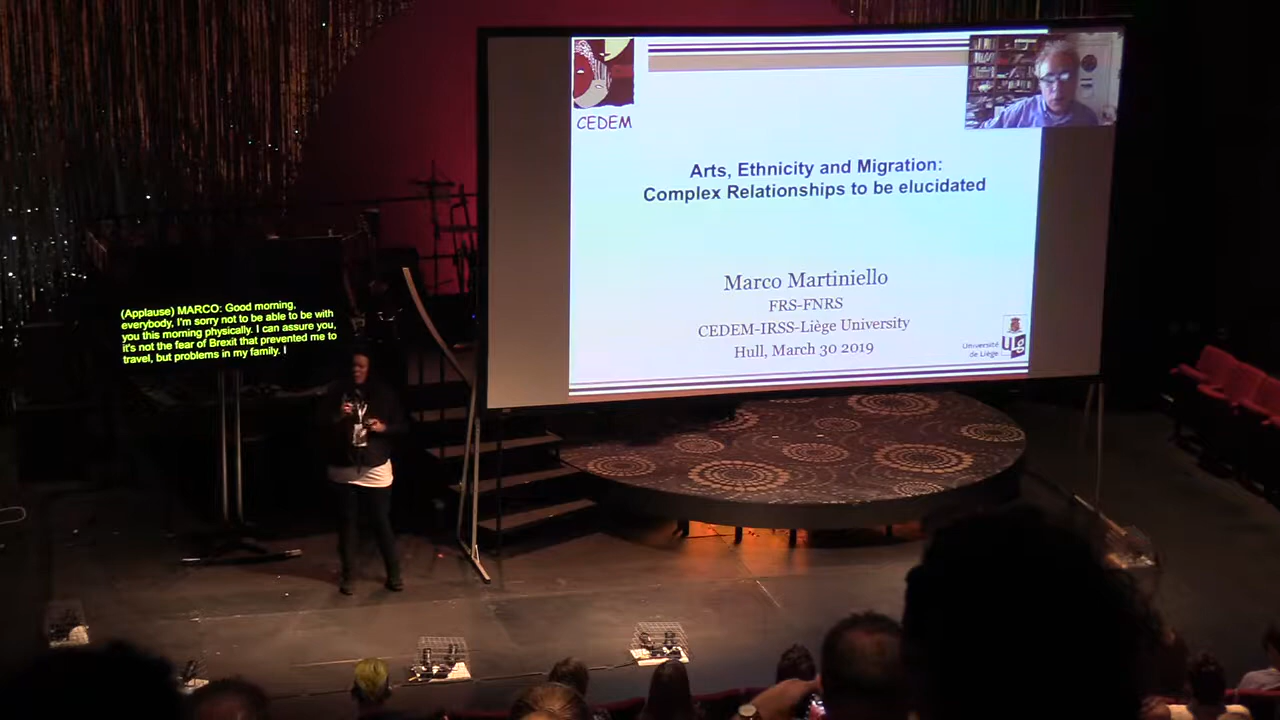 CEDEM
Arts, Ethnicity and Migration:
Complex Relationships to be elucidated
Marco Martiniello
FRS-FNRS
CEDEM-IRSS-Liège University
Hull, March 30 2019
Université
de Liège
ULg
(Applause) MARCO: Good morning,
everybody, I'm sorry not to be able to be with
you this morning physically. I can assure you,
it's not the fear of Brexit that prevented me to
travel, but problems in my family. I